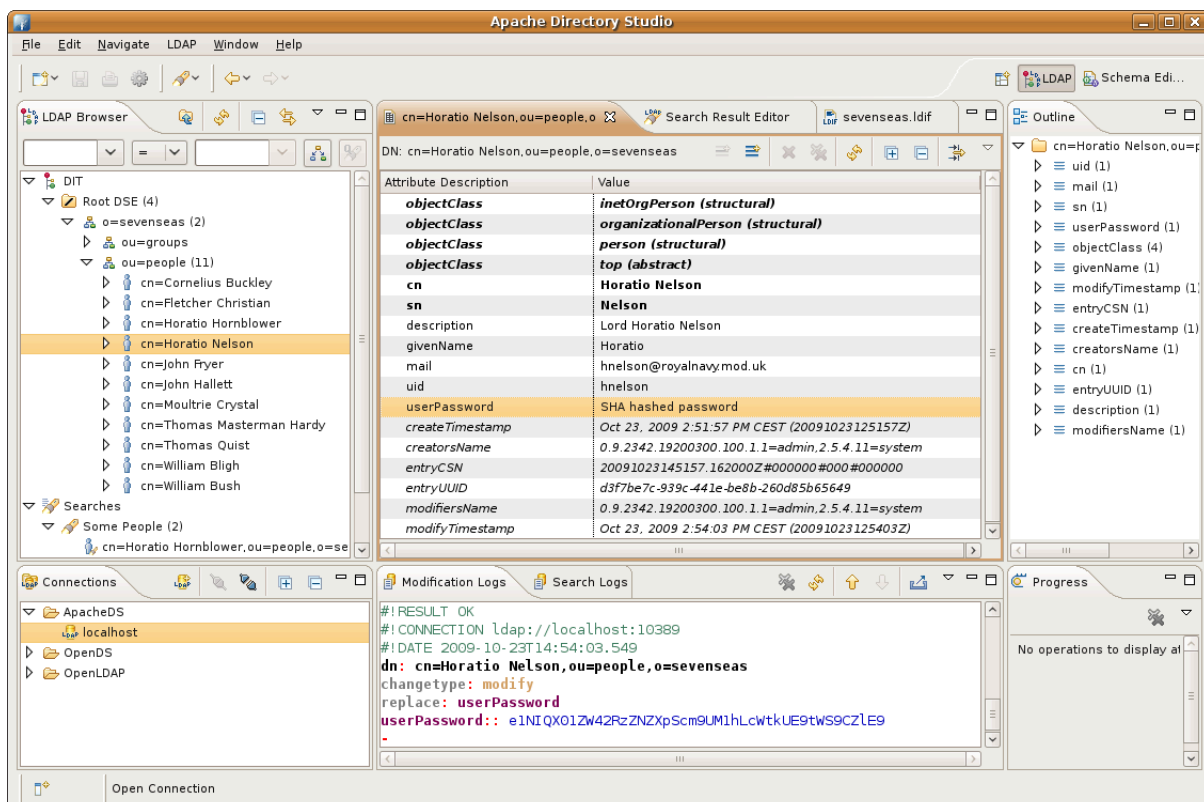 Apache Directory Studio
File Edit Navigate LDAP Window Help
LDAP Schema Edi...
LDAP Browser
=
DIT
Root DSE (4)
o=sevenseas (2)
ou=groups
ou=people (11)
cn=Cornelius Buckley
cn=Fletcher Christian
cn=Horatio Hornblower
cn=Horatio Nelson
cn=John Fryer
cn=John Hallett
cn=Moultrie Crystal
cn=Thomas Masterman Hardy
cn=Thomas Quist
cn=William Bligh
cn=William Bush
Searches
Some People (2)
cn=Horatio Hornblower,ou=people,o=se
cn=Horatio Nelson,ou=people,o Search Result Editor sevenseas.ldif
DN: cn=Horatio Nelson,ou=people,o=sevenseas
Attribute Description Value
objectClass inetOrgPerson (structural)
objectClass organizationalPerson (structural)
objectClass person (structural)
objectClass top (abstract)
cn Horatio Nelson
sn Nelson
description Lord Horatio Nelson
givenName Horatio
mail hnelson@royalnavy.mod.uk
uid hnelson
userPassword SHA hashed password
createTimestamp Oct 23, 2009 2:51:57 PM CEST (20091023125157Z)
creatorsName 0.9.2342.19200300.100.1.1=admin,2.5.4.11=system
entryCSN 20091023145157.162000Z#000000#000#000000
entryUUID d3f7be7c-939c-441e-be8b-260d85b65649
modifiersName 0.9.2342.19200300.100.1.1=admin,2.5.4.11=system
modifyTimestamp Oct 23, 2009 2:54:03 PM CEST (20091023125403Z)
Outline
cn=Horatio Nelson,ou=p
uid (1)
mail (1)
sn (1)
userPassword (1)
objectClass (4)
givenName (1)
modifyTimestamp (1)
entryCSN (1)
createTimestamp (1)
creatorsName (1)
cn (1)
entryUUID (1)
description (1)
modifiersName (1)
Connections
ApacheDS
localhost
OpenDS
OpenLDAP
Modification Logs Search Logs
#!RESULT OK
#!CONNECTION ldap://localhost:10389
#!DATE 2009-10-23T14:54:03.549
dn: cn=Horatio Nelson,ou=people,o=sevenseas
changetype: modify
replace: userPassword
userPassword:: e1NIQX01ZW42RzZNZXpScm9UM1hLcWtkUE9tWS9CZlE9
-
Progress
No operations to display at
Open Connection